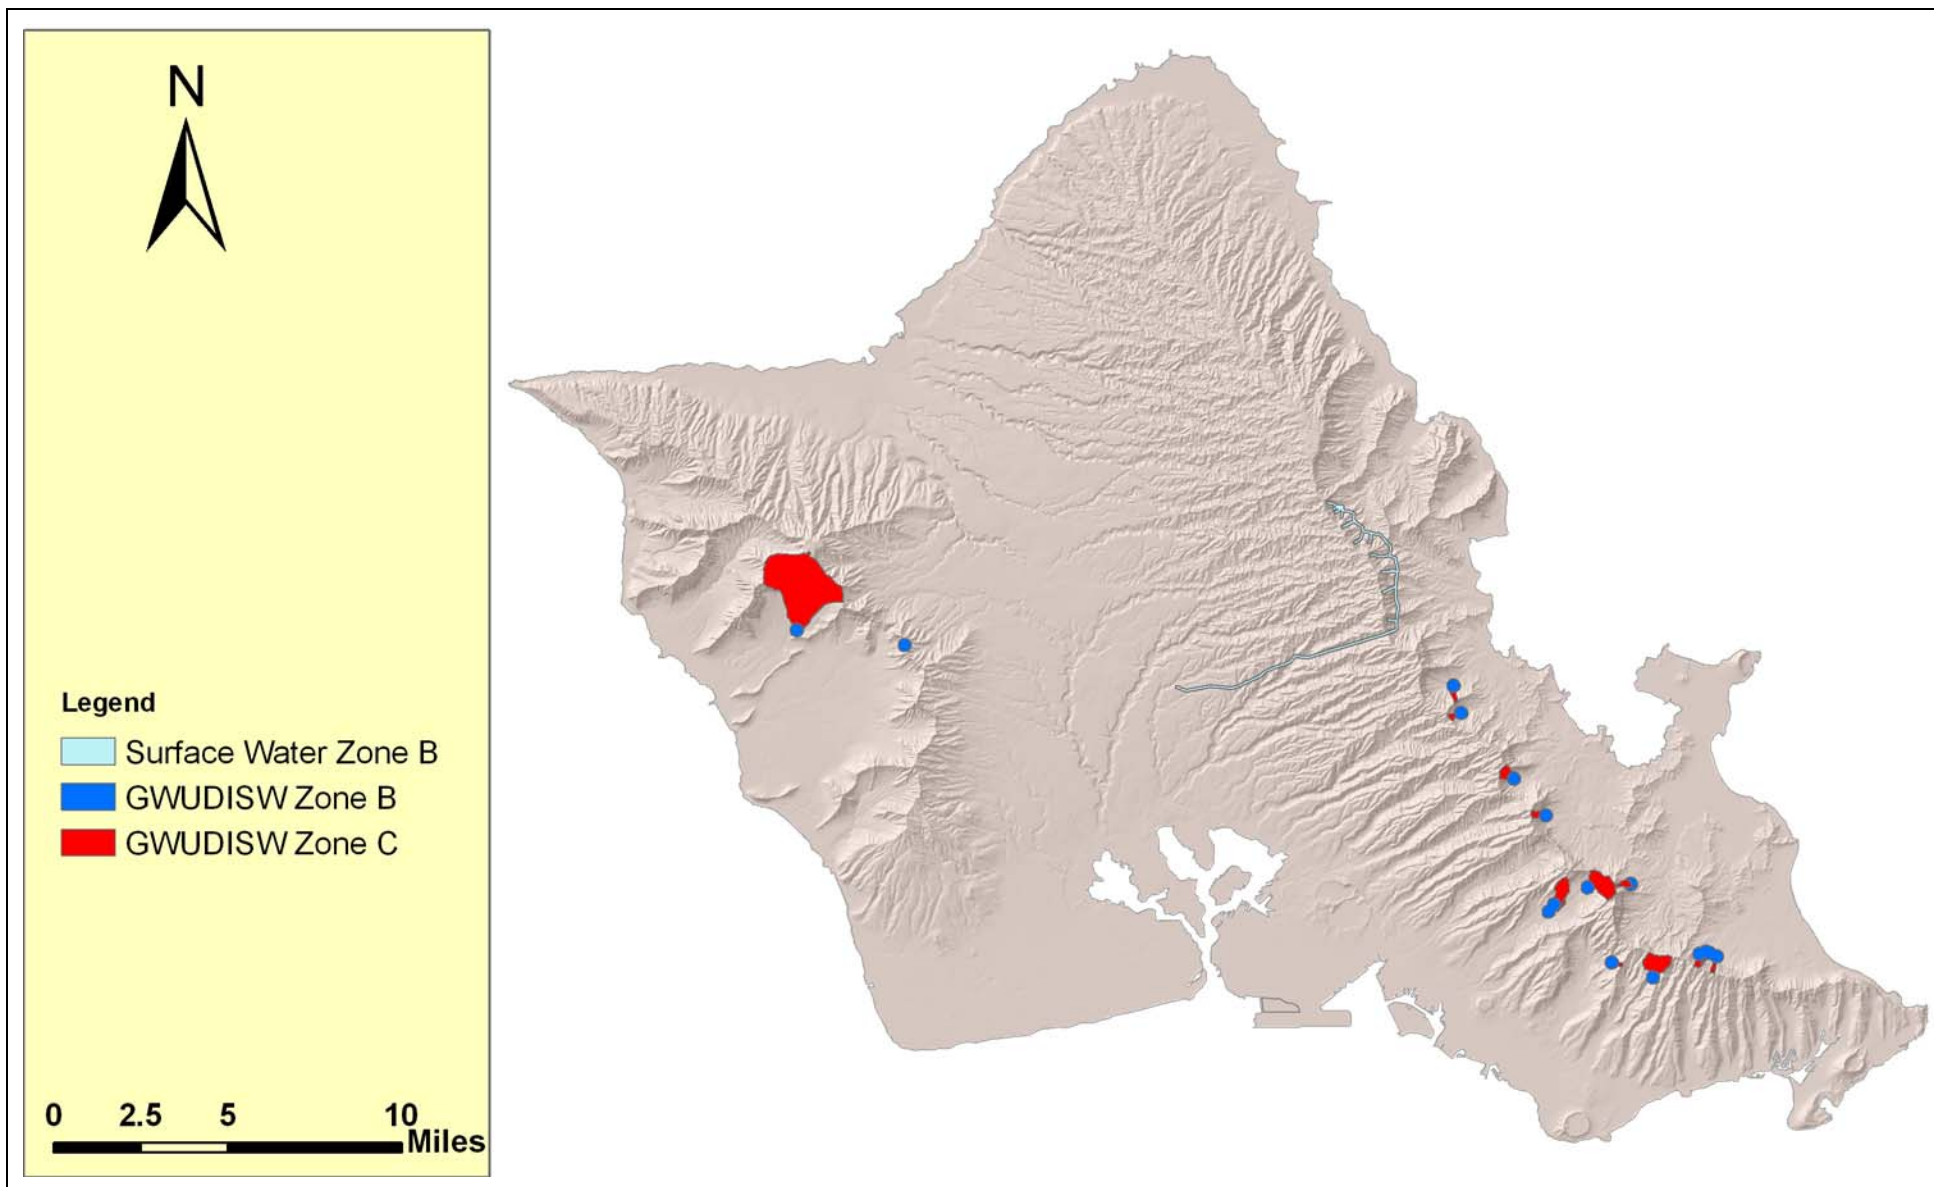 N
Legend
Surface Water Zone B
GWUDISW Zone B
GWUDISW Zone C
0 2.5 5 10
Miles